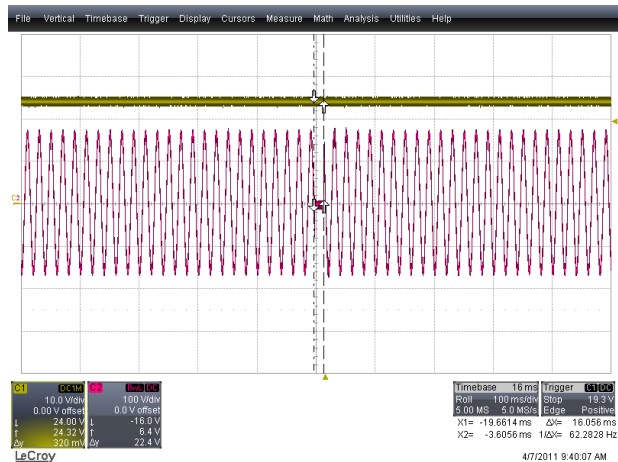 File Vertical Timebase Trigger Display Cursors Measure Math Analysis Utilities Help
C2
C1 DC1M
10.0 V/div
0.00 V offset
↓ 24.00 V
↑ 24.32 V
Δy 320 mV
C2 BwL DC
100 V/div
0.0 V offset
↓ -16.0 V
↑ 6.4 V
Δy 22.4 V
Timebase 16 ms
Roll 100 ms/div
5.00 MS 5.0 MS/s
Trigger C1 DC
Stop 19.3 V
Edge Positive
X1= -19.6614 ms ΔX= 16.056 ms
X2= -3.6056 ms 1/ΔX= 62.2828 Hz
LeCroy
4/7/2011 9:40:07 AM